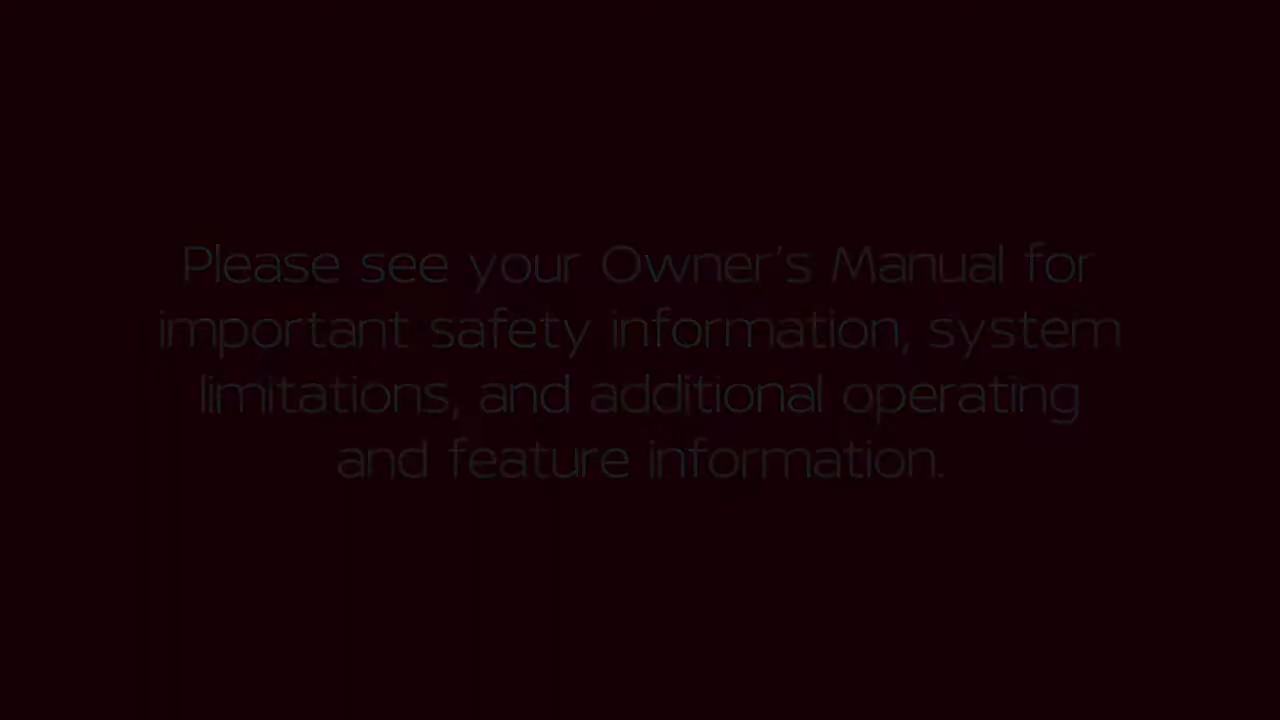 Please see your Owner's Manual for
important safety information, system
limitations, and additional operating
and feature information.